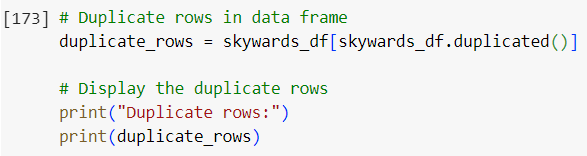 [173] # Duplicate rows in data frame
duplicate_rows = skywards_df[skywards_df.duplicated()]
# Display the duplicate rows
print("Duplicate rows:")
print(duplicate_rows)